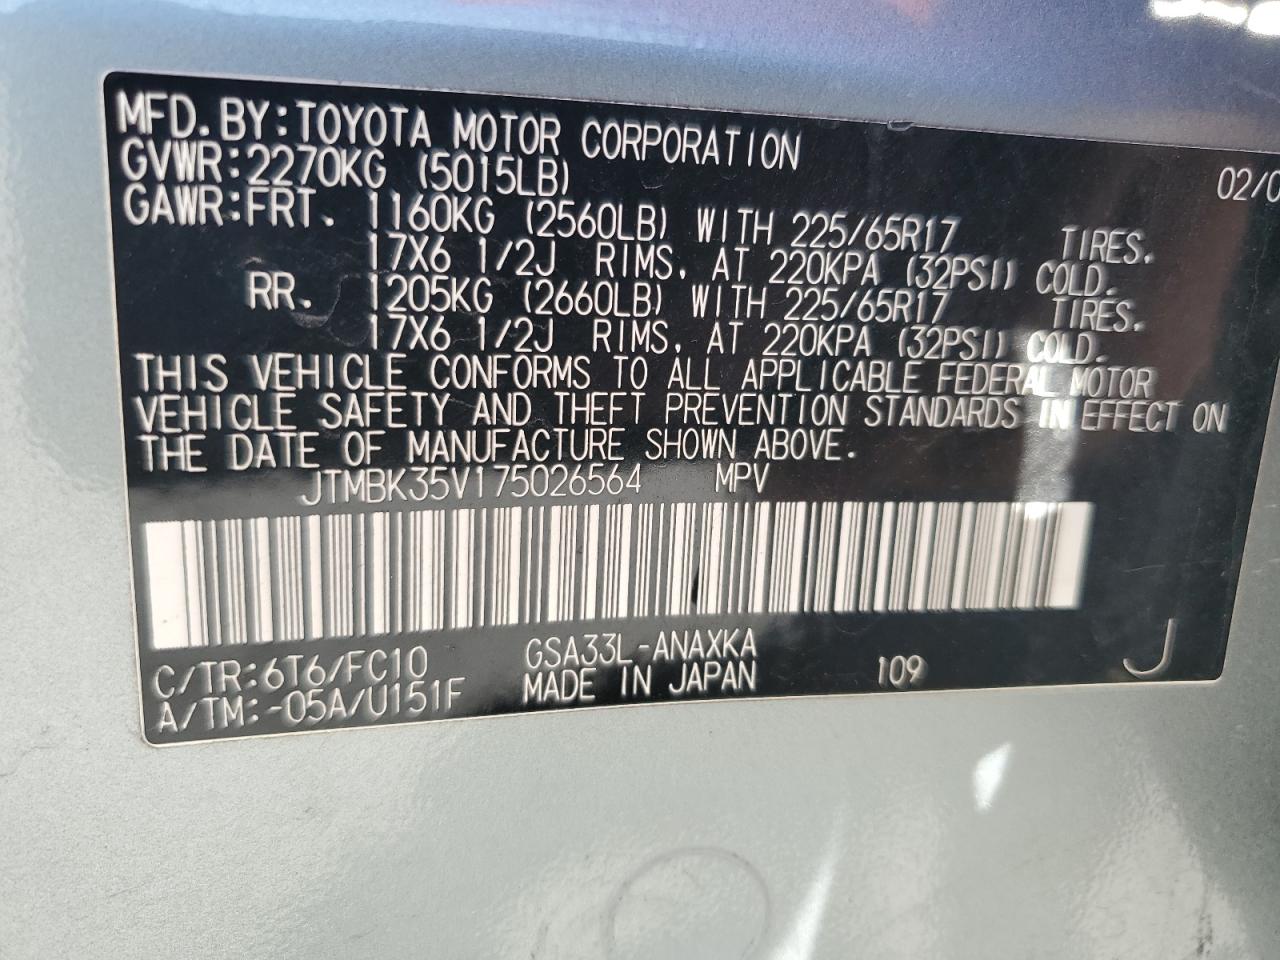 MFD. BY: TOYOTA MOTOR CORPORATION 02/0
GVWR: 2270KG (5015LB)
GAWR: FRT. 1160KG (2560LB) WITH 225/65R17 TIRES.
17X6 1/2J RIMS, AT 220KPA (32PSI) COLD.
RR. 1205KG (2660LB) WITH 225/65R17 TIRES.
17X6 1/2J RIMS, AT 220KPA (32PSI) COLD.
THIS VEHICLE CONFORMS TO ALL APPLICABLE FEDERAL MOTOR
VEHICLE SAFETY AND THEFT PREVENTION STANDARDS IN EFFECT ON
THE DATE OF MANUFACTURE SHOWN ABOVE.
JTMBK35V175026564 MPV
C/TR: 6T6/FC10 GSA33L-ANAXKA
A/TM: -05A/U151F MADE IN JAPAN 109 J